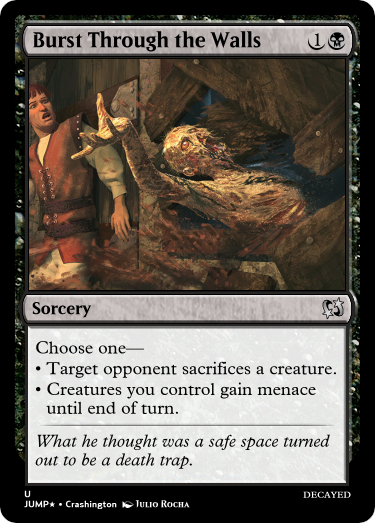 Burst Through the Walls 1
Sorcery
Choose one—
• Target opponent sacrifices a creature.
• Creatures you control gain menace
until end of turn.
What he thought was a safe space turned
out to be a death trap.
U
JUMP★ • Crashington Julio Rocha
DECAYED